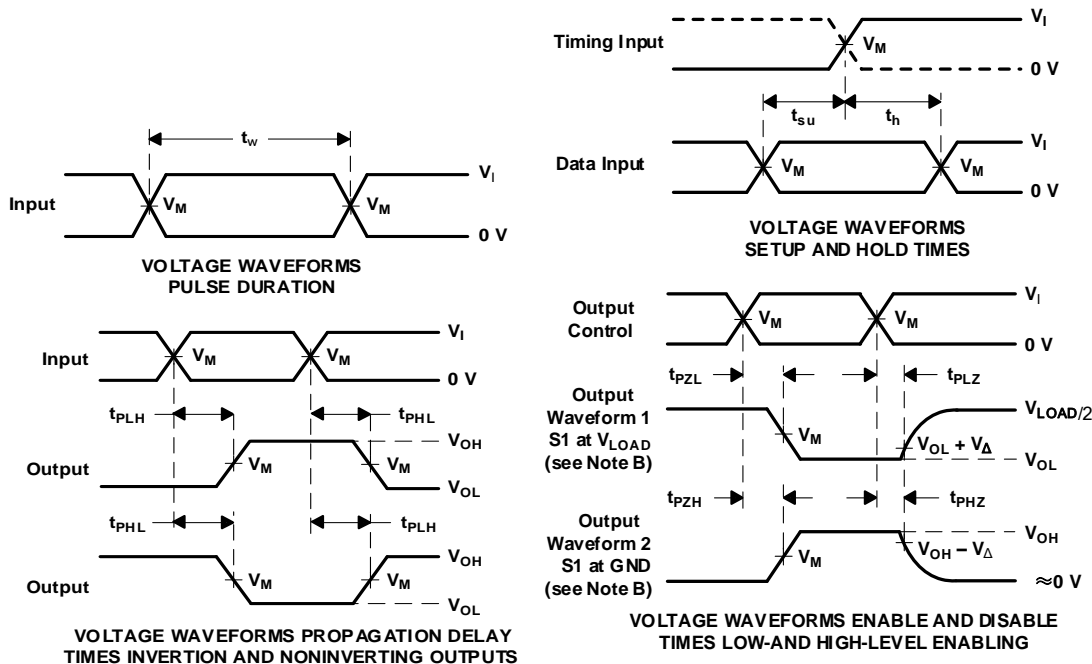 t_w
V_I
Input
V_M
V_M
0 V
VOLTAGE WAVEFORMS
PULSE DURATION
V_I
Timing Input
V_M
0 V
t_su
t_h
V_I
Data Input
V_M
V_M
0 V
VOLTAGE WAVEFORMS
SETUP AND HOLD TIMES
V_I
Input
V_M
V_M
0 V
t_PLH
t_PHL
V_OH
Output
V_M
V_M
V_OL
t_PHL
t_PLH
V_OH
Output
V_M
V_M
V_OL
VOLTAGE WAVEFORMS PROPAGATION DELAY
TIMES INVERTION AND NONINVERTING OUTPUTS
V_I
Output
Control
V_M
V_M
0 V
t_PZL
t_PLZ
Output
Waveform 1
S1 at V_LOAD
(see Note B)
V_LOAD/2
V_M
V_OL + V_Δ
V_OL
t_PZH
t_PHZ
Output
Waveform 2
S1 at GND
(see Note B)
V_OH
V_M
V_OH – V_Δ
≈0 V
VOLTAGE WAVEFORMS ENABLE AND DISABLE
TIMES LOW-AND HIGH-LEVEL ENABLING